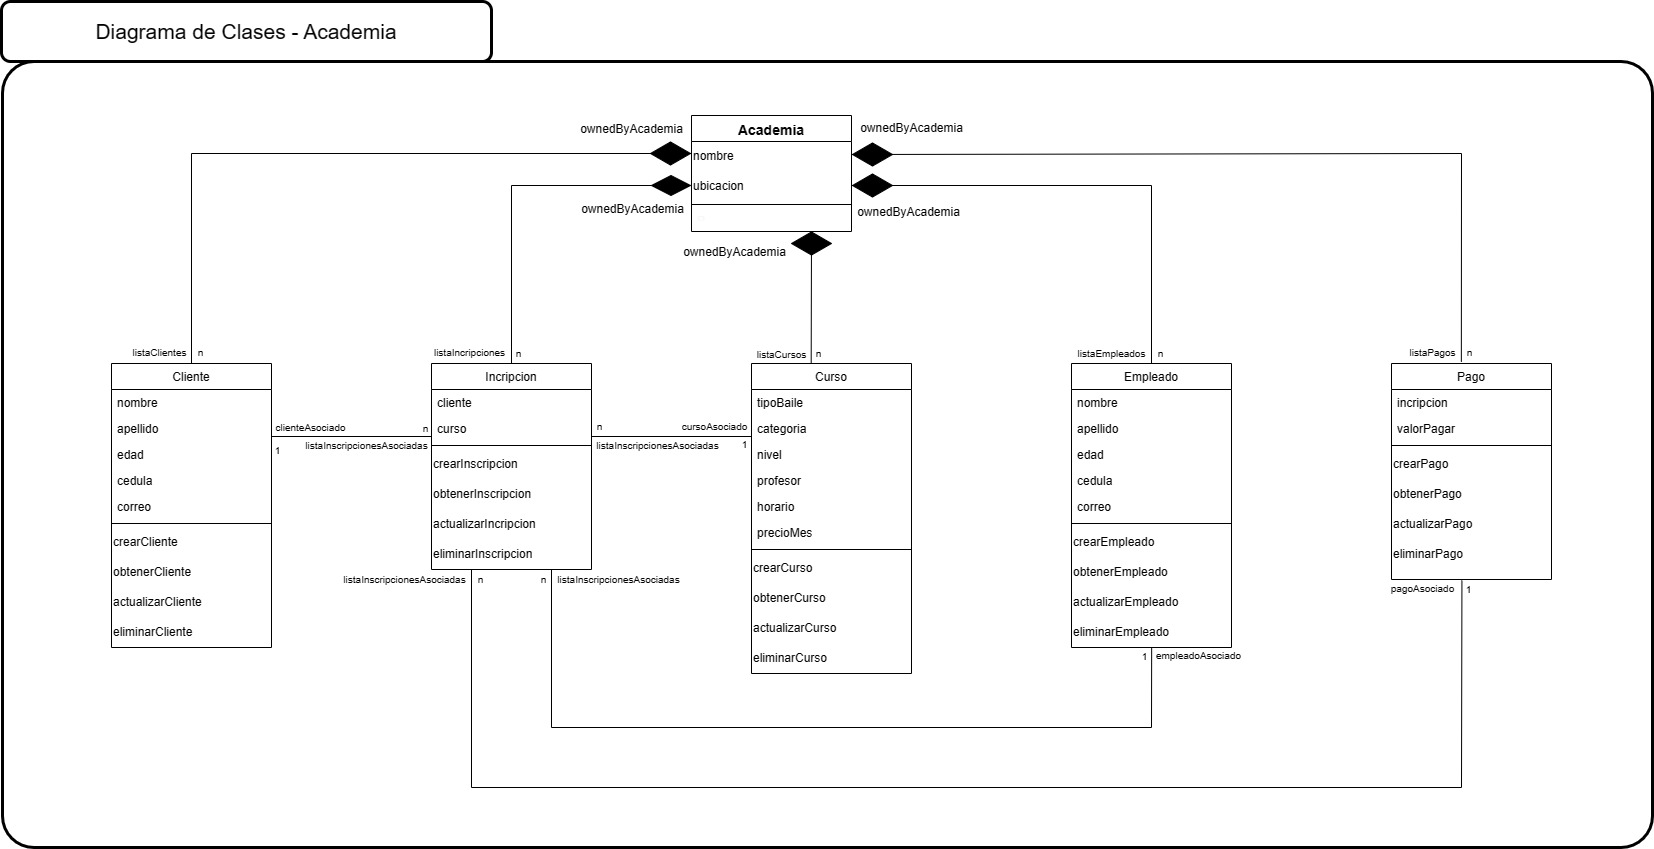 Diagrama de Clases - Academia
ownedByAcademia
Academia
ownedByAcademia
nombre
ubicacion
ownedByAcademia
ownedByAcademia
ownedByAcademia
listaClientes n
listaIncripciones n
listaCursos n
listaEmpleados n
listaPagos n
Cliente
nombre
apellido
edad
cedula
correo
crearCliente
obtenerCliente
actualizarCliente
eliminarCliente
clienteAsociado n
1 listaInscripcionesAsociadas
Incripcion
cliente
curso
crearInscripcion
obtenerInscripcion
actualizarIncripcion
eliminarInscripcion
listaInscripcionesAsociadas n
n listaInscripcionesAsociadas
n cursoAsociado
listaInscripcionesAsociadas 1
Curso
tipoBaile
categoria
nivel
profesor
horario
precioMes
crearCurso
obtenerCurso
actualizarCurso
eliminarCurso
Empleado
nombre
apellido
edad
cedula
correo
crearEmpleado
obtenerEmpleado
actualizarEmpleado
eliminarEmpleado
1 empleadoAsociado
Pago
incripcion
valorPagar
crearPago
obtenerPago
actualizarPago
eliminarPago
pagoAsociado 1